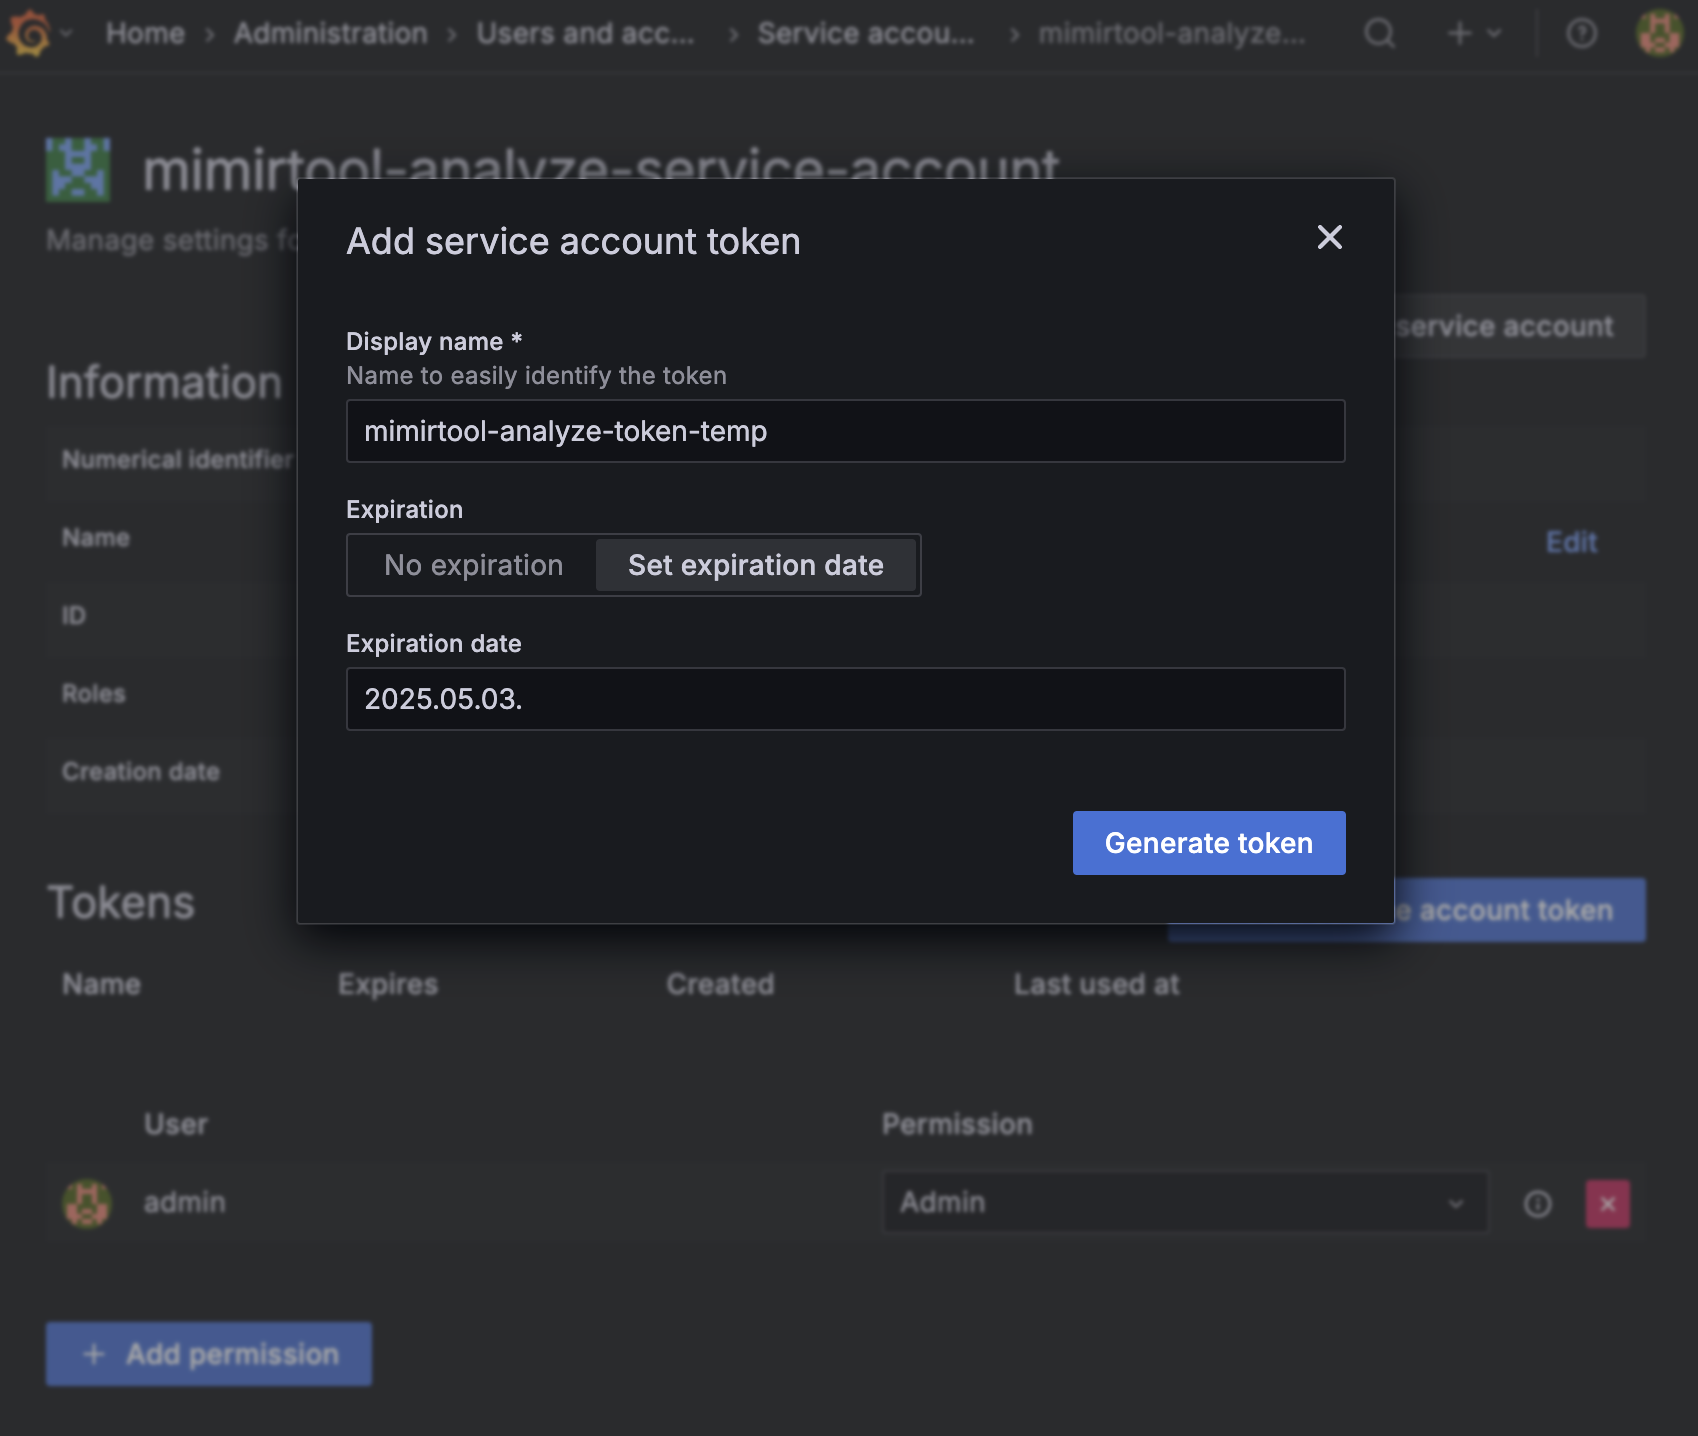 Home › Administration › Users and acc... › Service accou... › mimirtool-analyze...
mimirtool-analyze-service-account
Manage settings fo
Add service account token
service account
Display name *
Name to easily identify the token
mimirtool-analyze-token-temp
Information
Numerical identifier
Expiration
No expiration
Set expiration date
Name
Edit
ID
Expiration date
2025.05.03.
Roles
Creation date
Generate token
Tokens
e account token
Name Expires Created Last used at
User Permission
admin Admin
+ Add permission